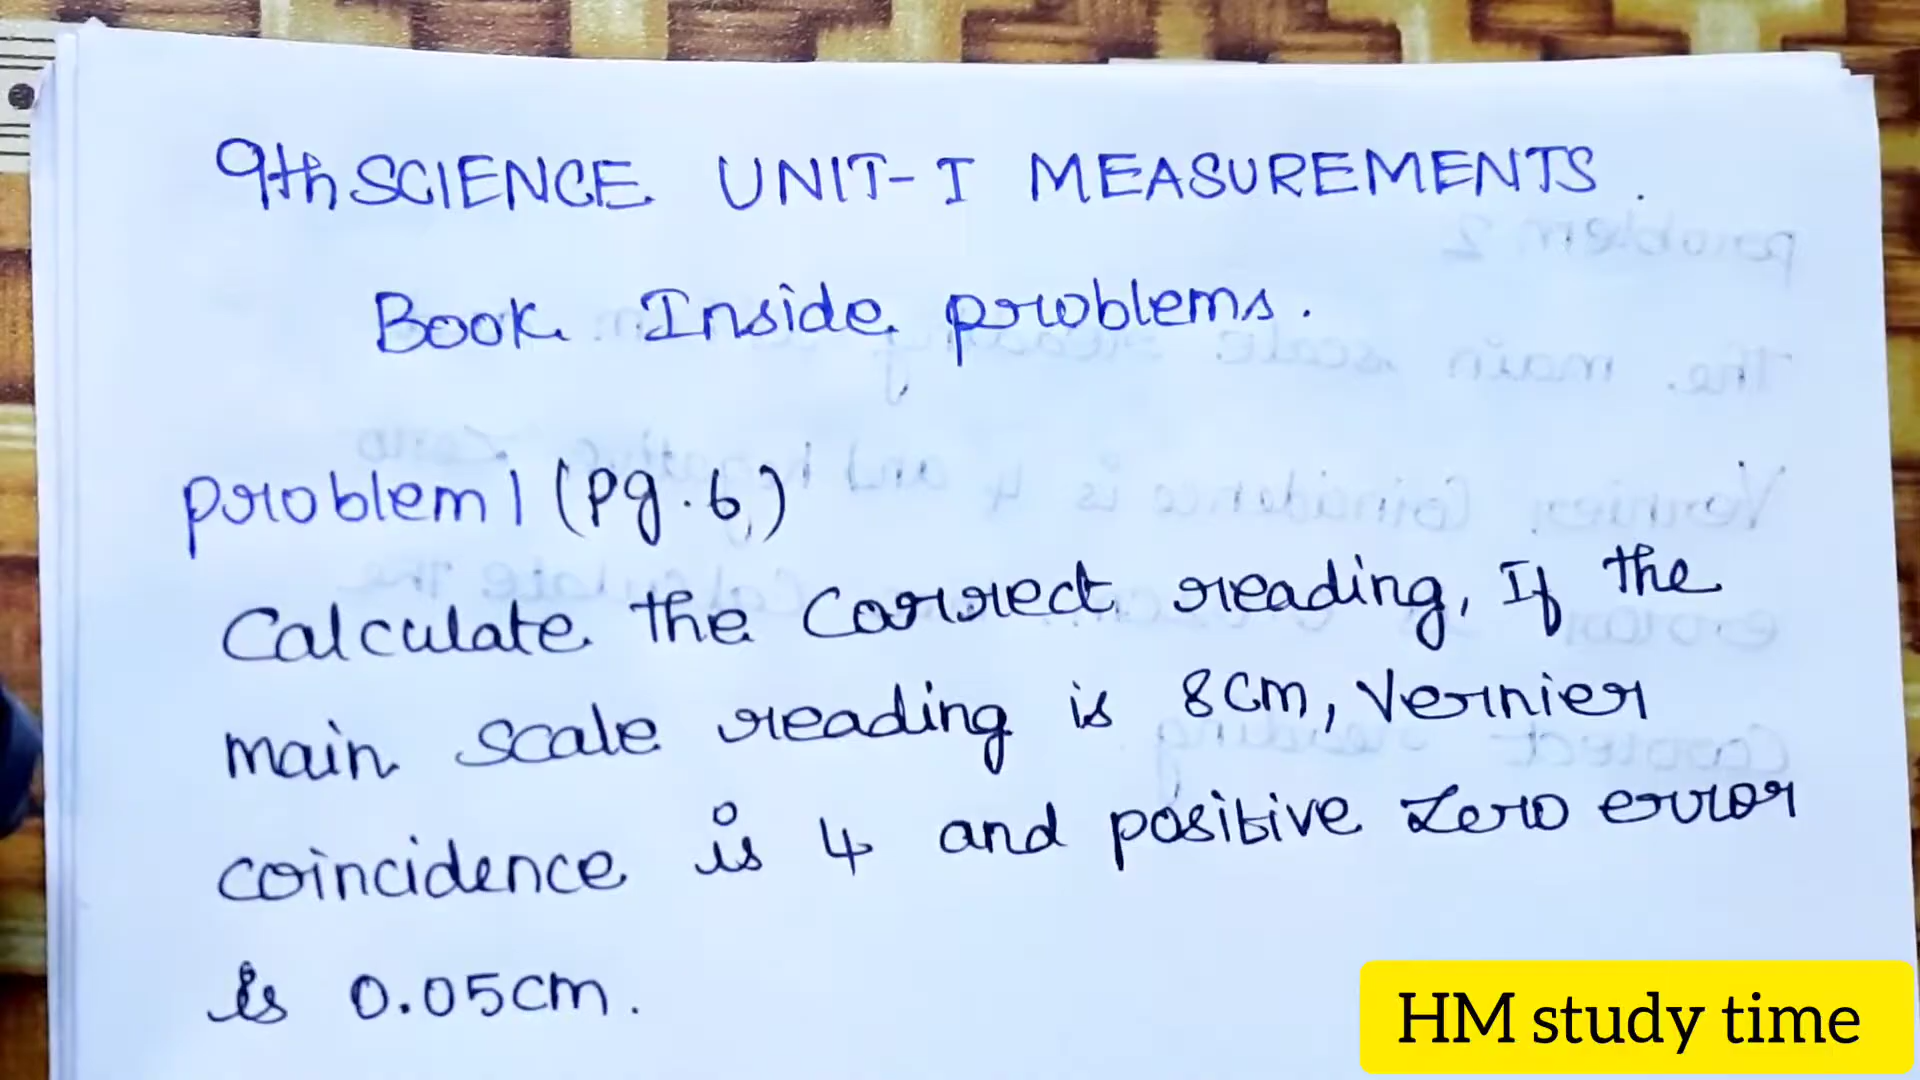 9th SCIENCE UNIT-I MEASUREMENTS.
Book Inside problems.
problem 1 (pg.6)
Calculate the Correct reading, If the
main scale reading is 8cm, Vernier
coincidence is 4 and positive zero error
is 0.05cm.
HM study time